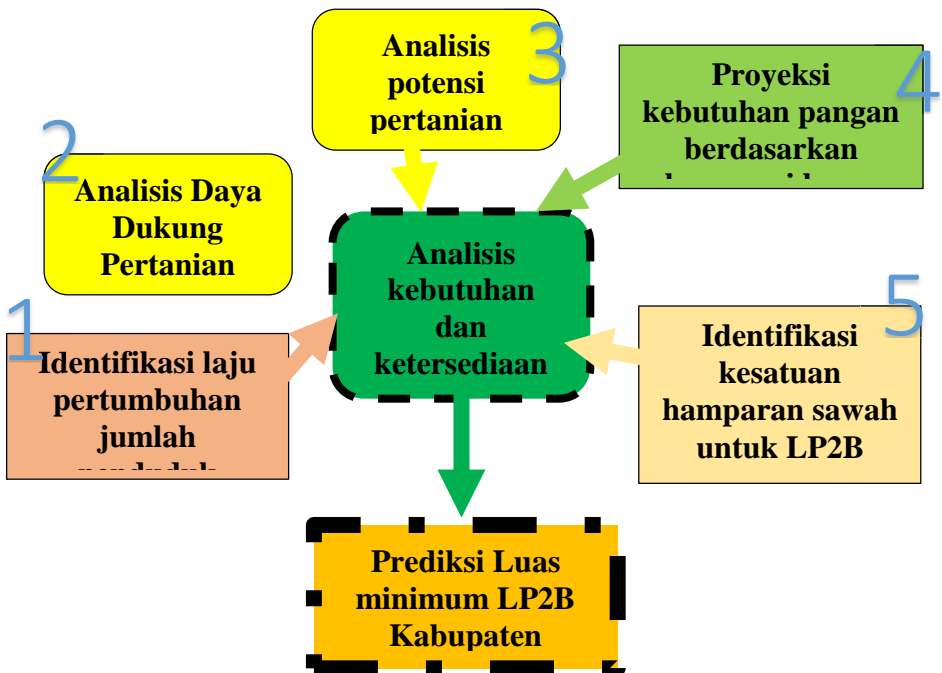 1
Identifikasi laju
pertumbuhan
jumlah
2
Analisis Daya
Dukung
Pertanian
3
Analisis
potensi
pertanian
4
Proyeksi
kebutuhan pangan
berdasarkan
5
Identifikasi
kesatuan
hamparan sawah
untuk LP2B
Analisis
kebutuhan
dan
ketersediaan
Prediksi Luas
minimum LP2B
Kabupaten